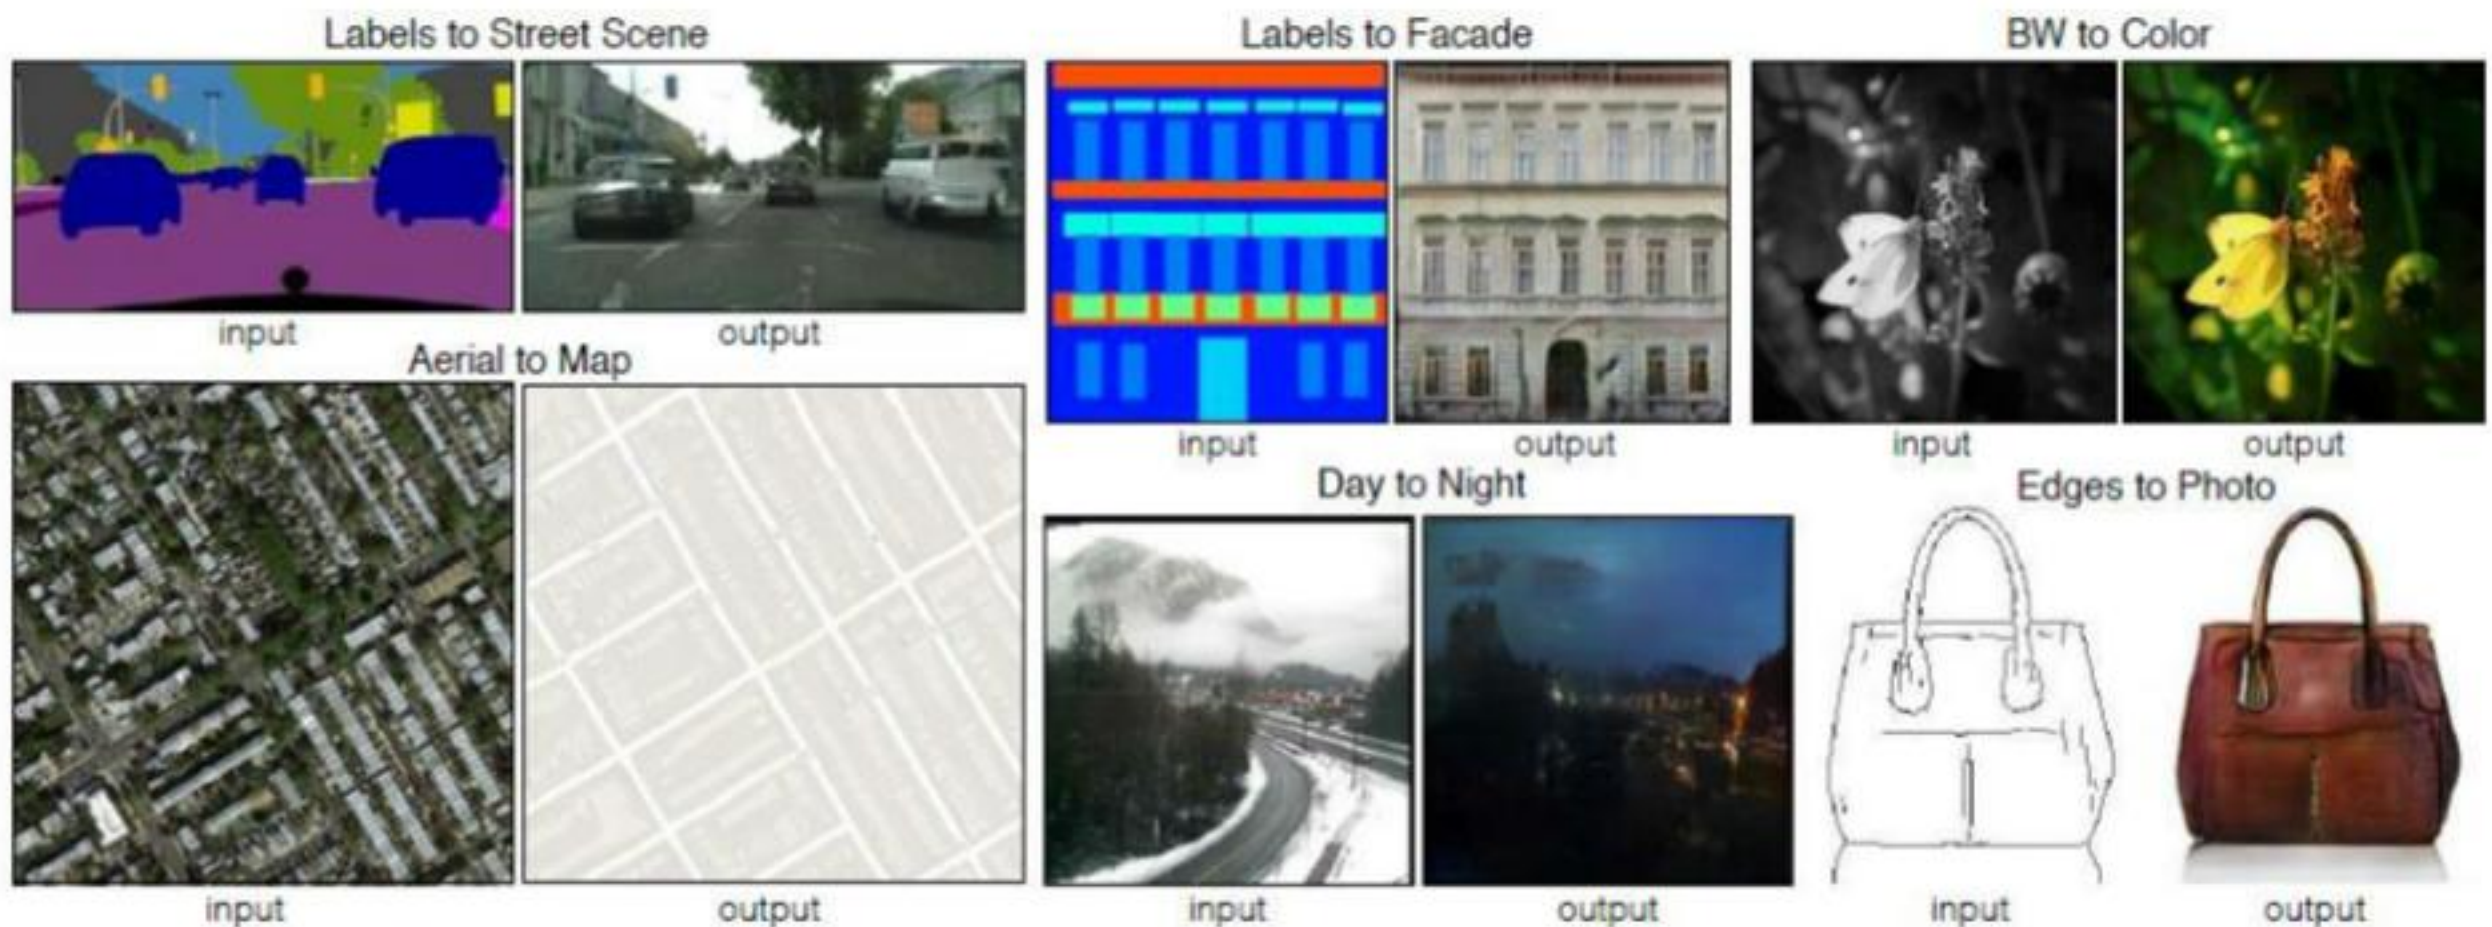 Labels to Street Scene
input
output
Aerial to Map
input
output
Labels to Facade
input
output
BW to Color
input
output
Day to Night
input
output
Edges to Photo
input
output